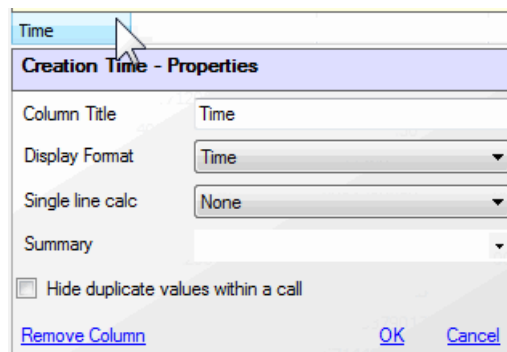 Time
Creation Time - Properties
Column Title Time
Display Format Time
Single line calc None
Summary
Hide duplicate values within a call
Remove Column OK Cancel